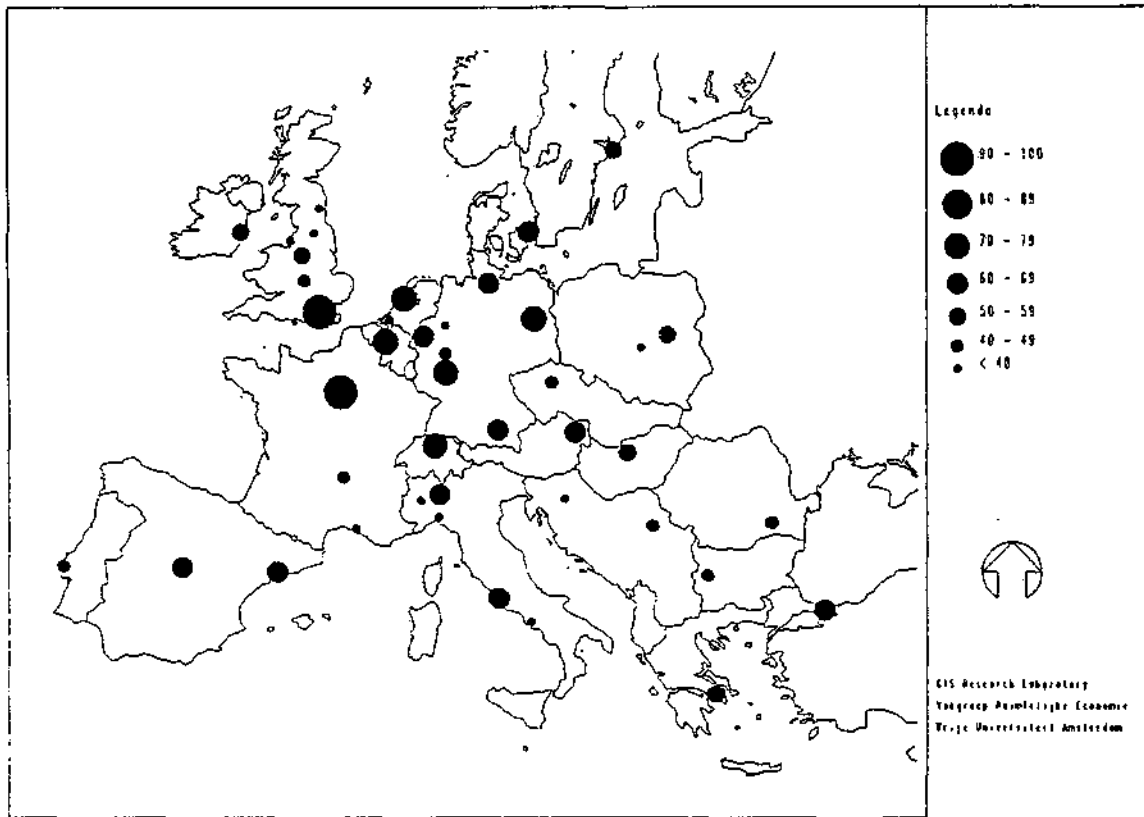 Legenda
90 - 100
80 - 89
70 - 79
60 - 69
50 - 59
40 - 49
< 40
GIS Research Laboratory
Vakgroep Ruimtelijke Economie
Vrije Universiteit Amsterdam